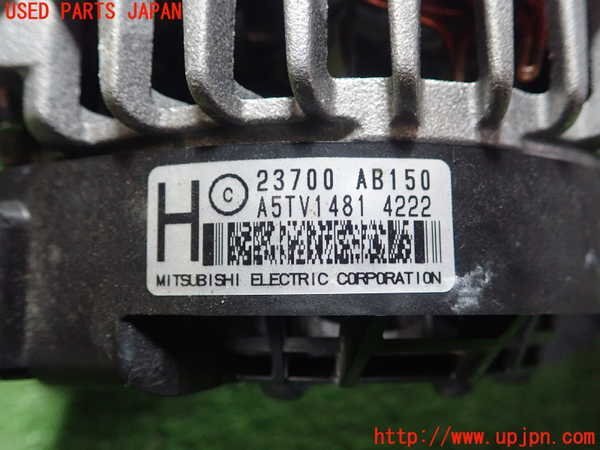 USED PARTS JAPAN
H
C
23700 AB150
A5TV1481 4222
MITSUBISHI ELECTRIC CORPORATION
http://www.upjpn.com/